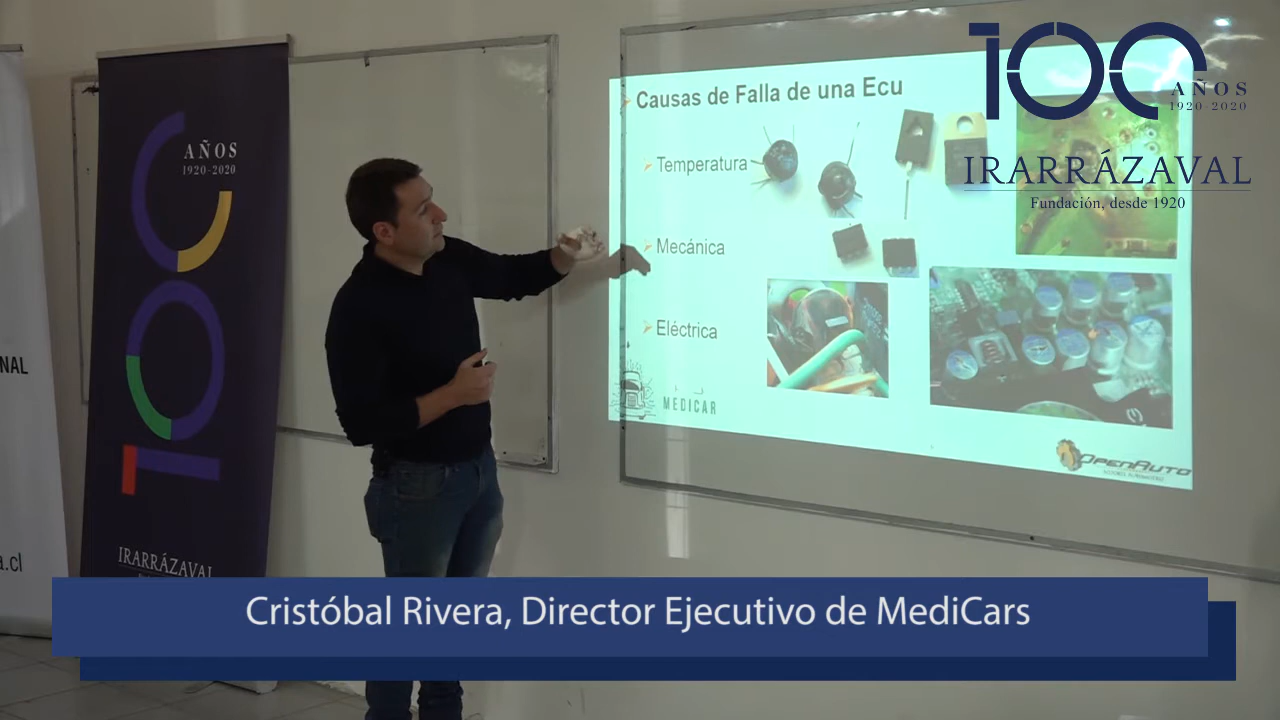 NAL
a.cl
AÑOS
1920-2020
IRARRÁZAVAL
Causas de Falla de una Ecu
Temperatura
Mecánica
Eléctrica
MEDICAR
OPENAUTO
100
AÑOS
1920-2020
IRARRÁZAVAL
Fundación, desde 1920
Cristóbal Rivera, Director Ejecutivo de MediCars